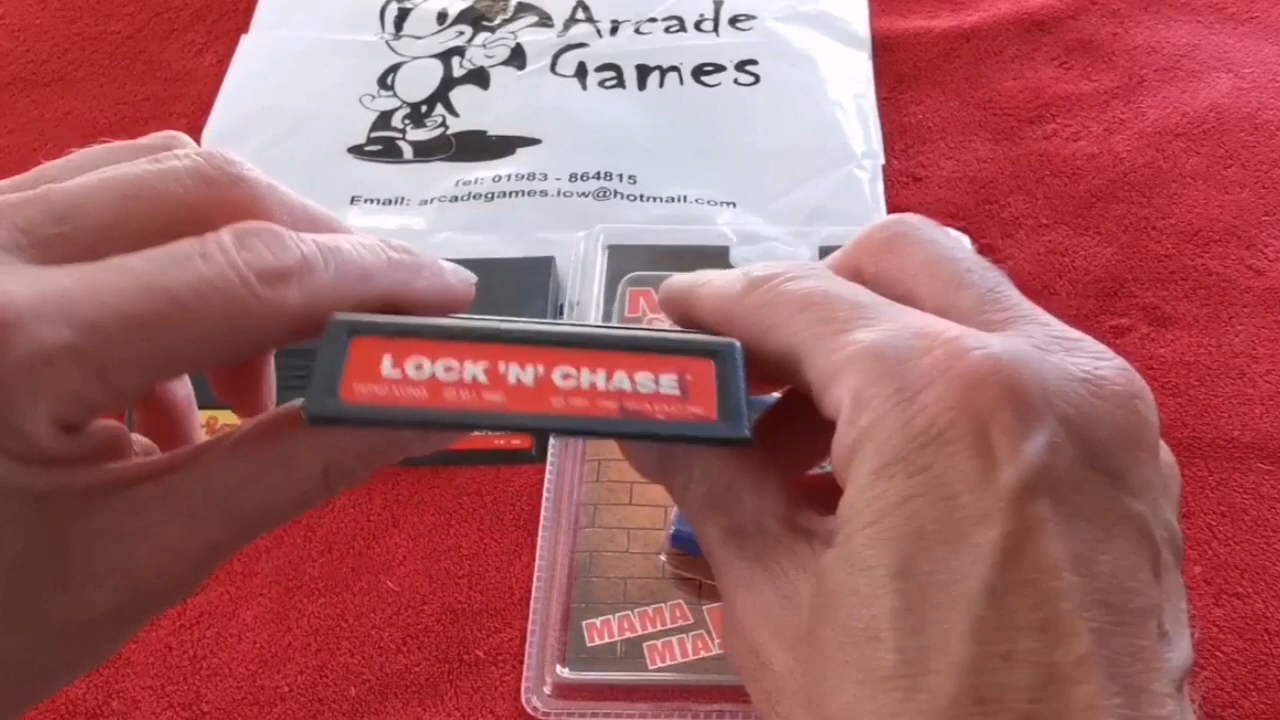 Arcade
Games
Tel: 01983 - 864815
Email: arcadegames.iow@hotmail.com
LOCK 'N' CHASE
MAMA
MIA!